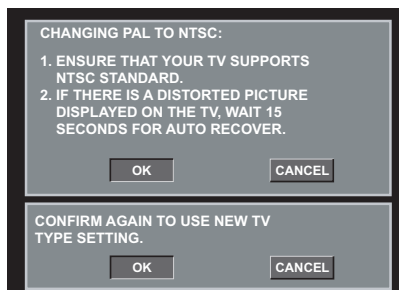 CHANGING PAL TO NTSC:
1. ENSURE THAT YOUR TV SUPPORTS
NTSC STANDARD.
2. IF THERE IS A DISTORTED PICTURE
DISPLAYED ON THE TV, WAIT 15
SECONDS FOR AUTO RECOVER.
OK CANCEL
CONFIRM AGAIN TO USE NEW TV
TYPE SETTING.
OK CANCEL